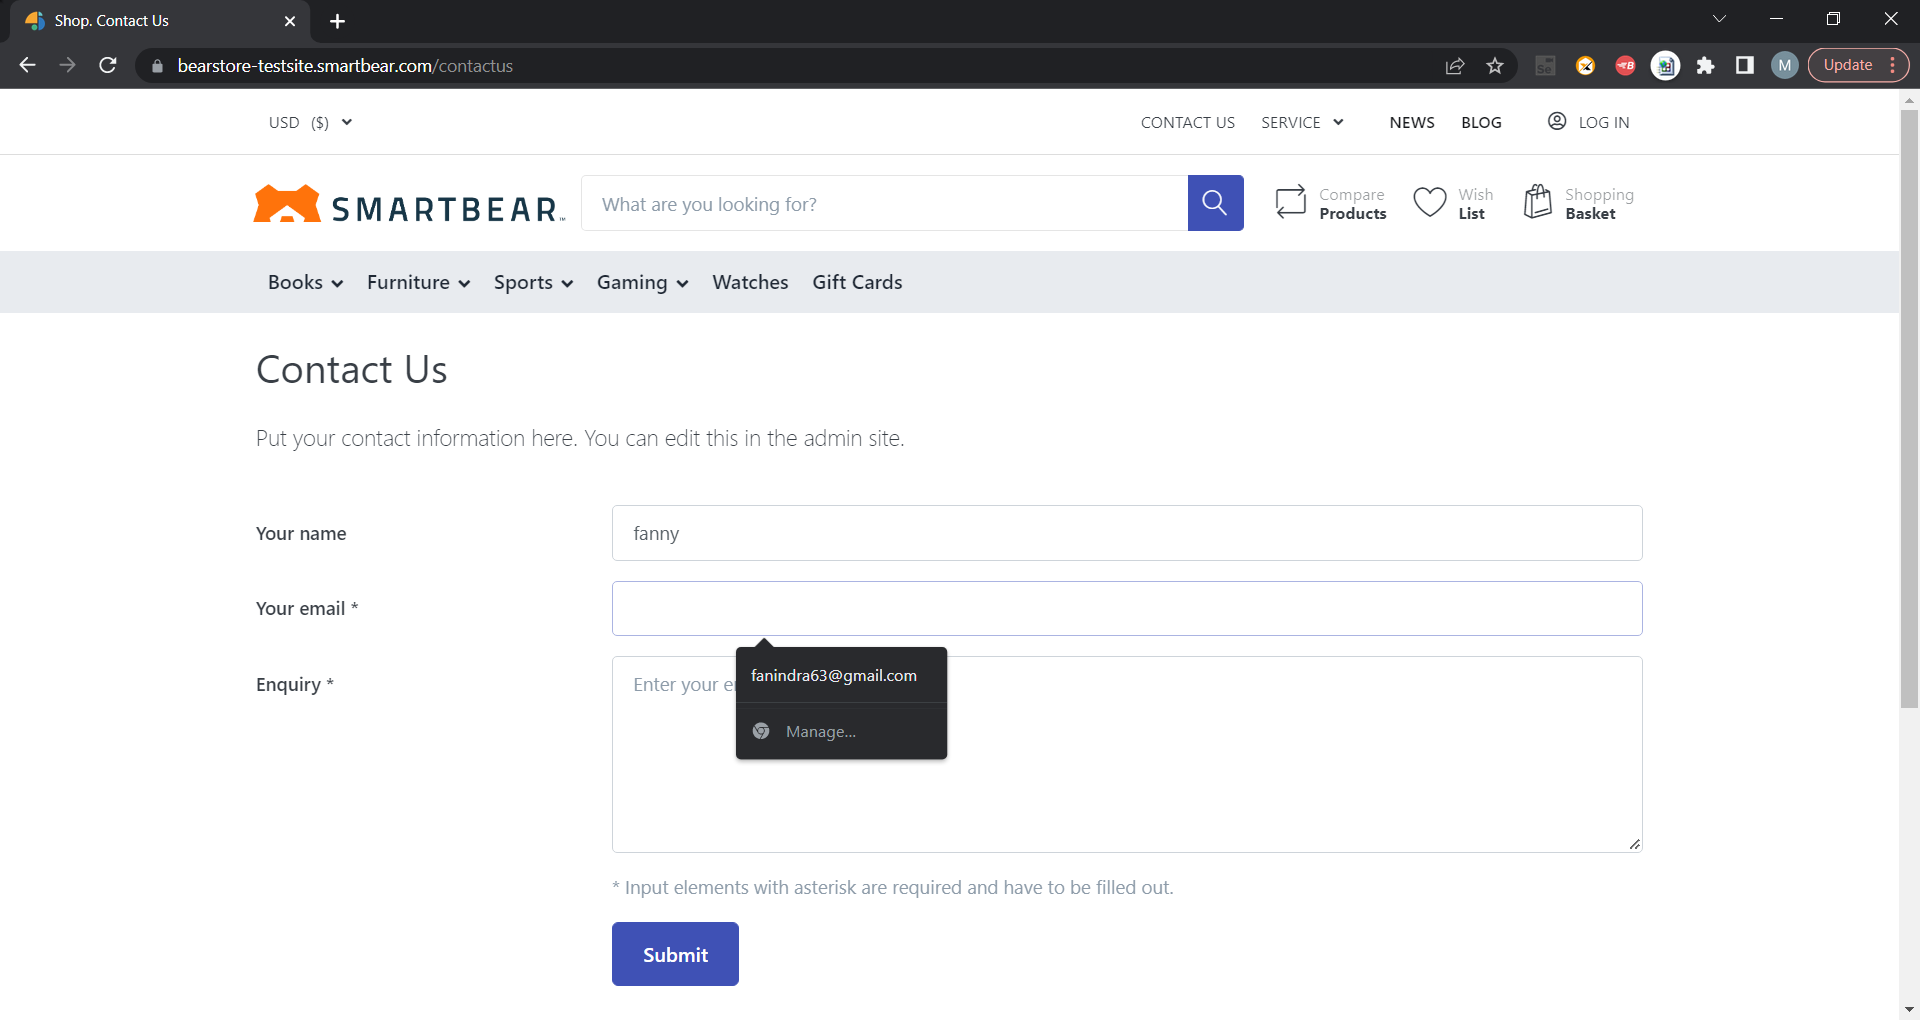 Shop. Contact Us
bearstore-testsite.smartbear.com/contactus
Se
B
M
Update
USD ($)
CONTACT US SERVICE NEWS BLOG LOG IN
SMARTBEAR™
What are you looking for?
Compare
Products
Wish
List
Shopping
Basket
Books Furniture Sports Gaming Watches Gift Cards
Contact Us
Put your contact information here. You can edit this in the admin site.
Your name
fanny
Your email *
fanindra63@gmail.com
Manage...
Enquiry *
Enter your
* Input elements with asterisk are required and have to be filled out.
Submit